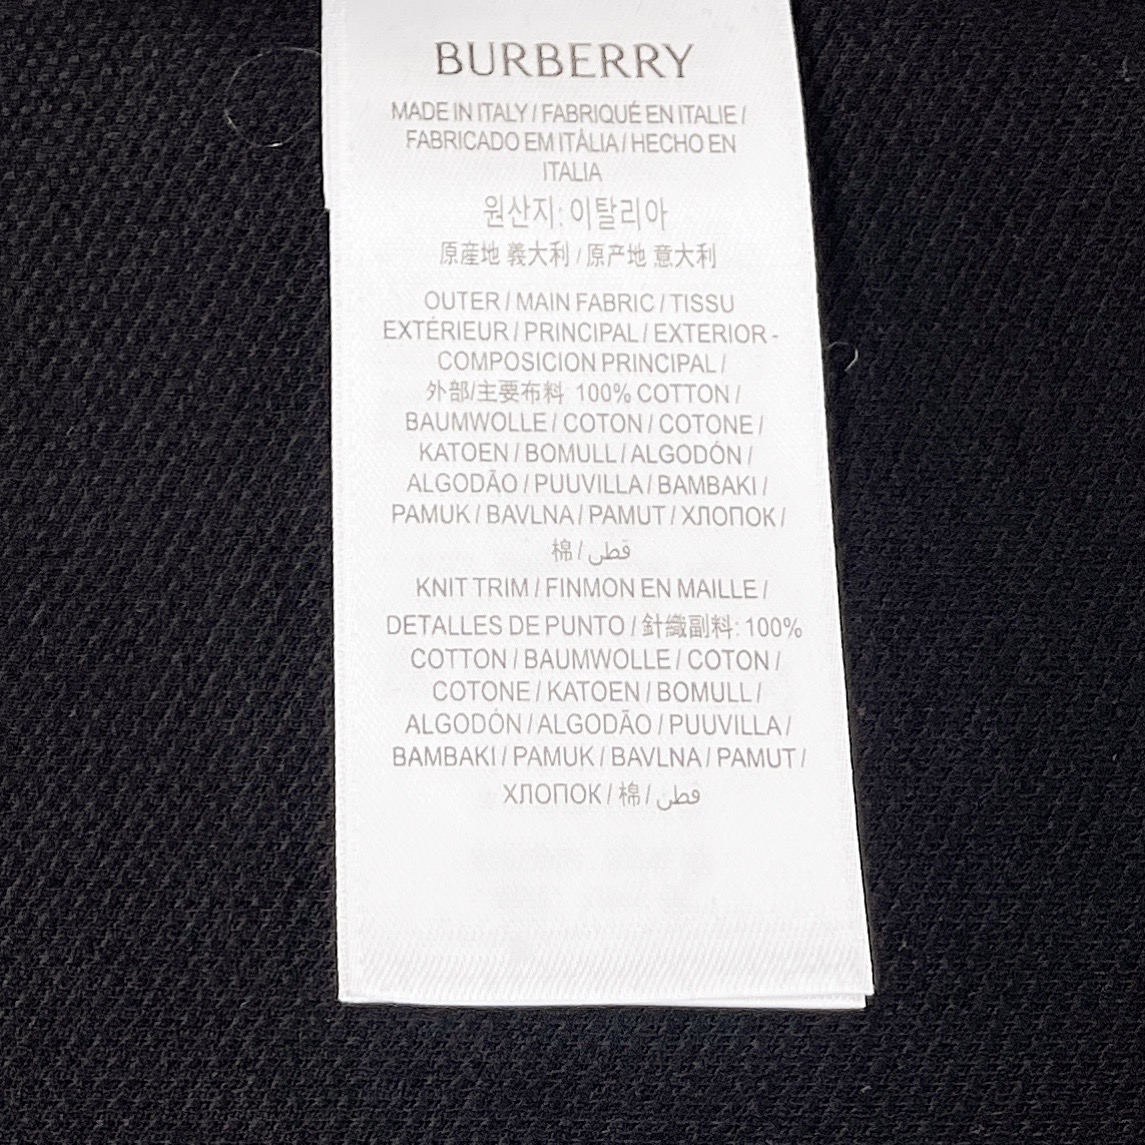 BURBERRY
MADE IN ITALY / FABRIQUÉ EN ITALIE /
FABRICADO EM ITÁLIA / HECHO EN
ITALIA
원산지: 이탈리아
原産地 義大利 / 原产地 意大利
OUTER / MAIN FABRIC / TISSU
EXTÉRIEUR / PRINCIPAL / EXTERIOR -
COMPOSICION PRINCIPAL /
外部/主要布料 100% COTTON /
BAUMWOLLE / COTON / COTONE /
KATOEN / BOMULL / ALGODÓN /
ALGODÃO / PUUVILLA / BAMBAKI /
PAMUK / BAVLNA / PAMUT / ХЛОПОК /
棉 / قطن
KNIT TRIM / FINMON EN MAILLE /
DETALLES DE PUNTO / 針織副料: 100%
COTTON / BAUMWOLLE / COTON /
COTONE / KATOEN / BOMULL /
ALGODÓN / ALGODÃO / PUUVILLA /
BAMBAKI / PAMUK / BAVLNA / PAMUT /
ХЛОПОК / 棉 / قطن